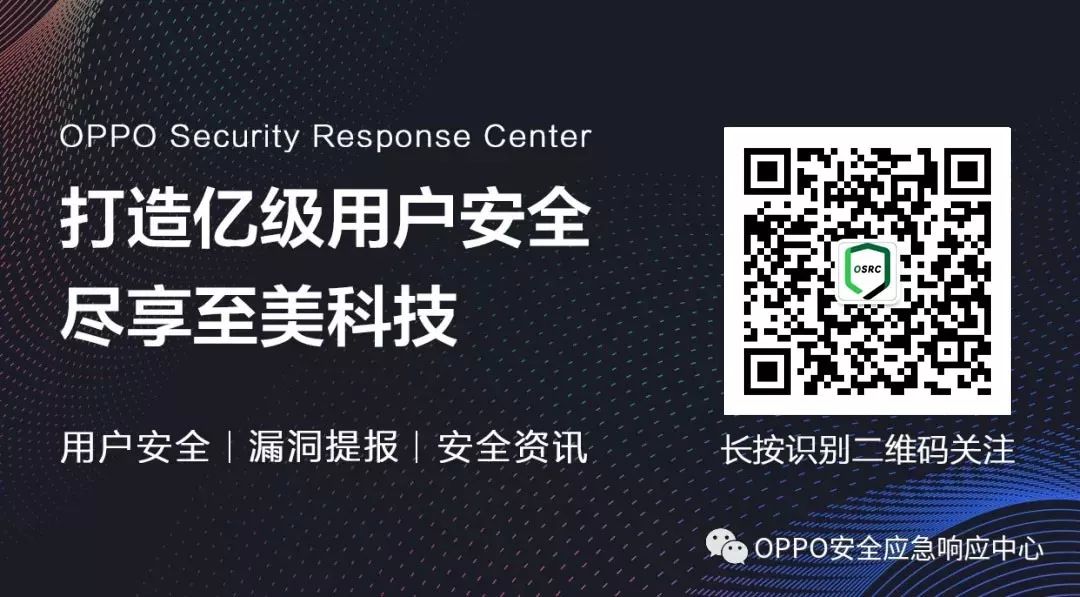 OPPO Security Response Center
打造亿级用户安全
尽享至美科技
用户安全｜漏洞提报｜安全资讯
OSRC
长按识别二维码关注
OPPO安全应急响应中心